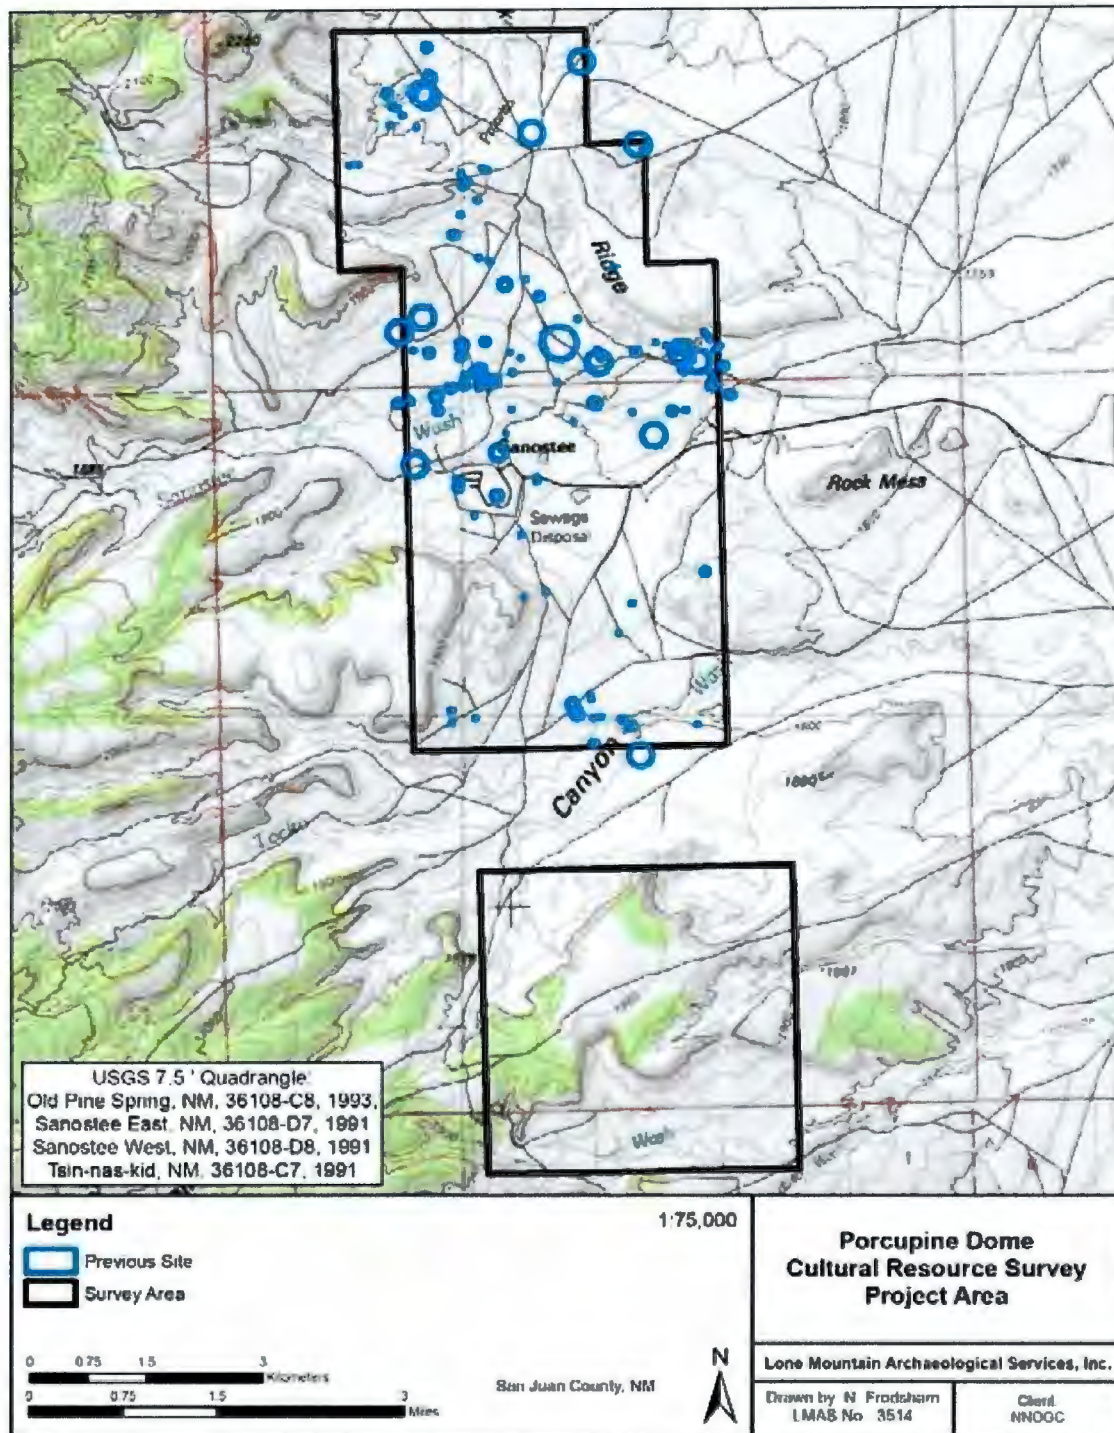 2100
Ridge
Wash
Sanostee
Rock Mesa
Sewage
Disposal
1800
Canyon
1800
Tocito
Wash
USGS 7.5 ' Quadrangle:
Old Pine Spring, NM, 36108-C8, 1993,
Sanostee East, NM, 36108-D7, 1991
Sanostee West, NM, 36108-D8, 1991
Tsin-nas-kid, NM, 36108-C7, 1991
Legend
1:75,000
Previous Site
Survey Area
0 0.75 1.5 3
Kilometers
0 0.75 1.5 3
Miles
San Juan County, NM
N
Porcupine Dome
Cultural Resource Survey
Project Area
Lone Mountain Archaeological Services, Inc.
Drawn by N. Frodsham
LMAS No. 3514
Client
NNOGC